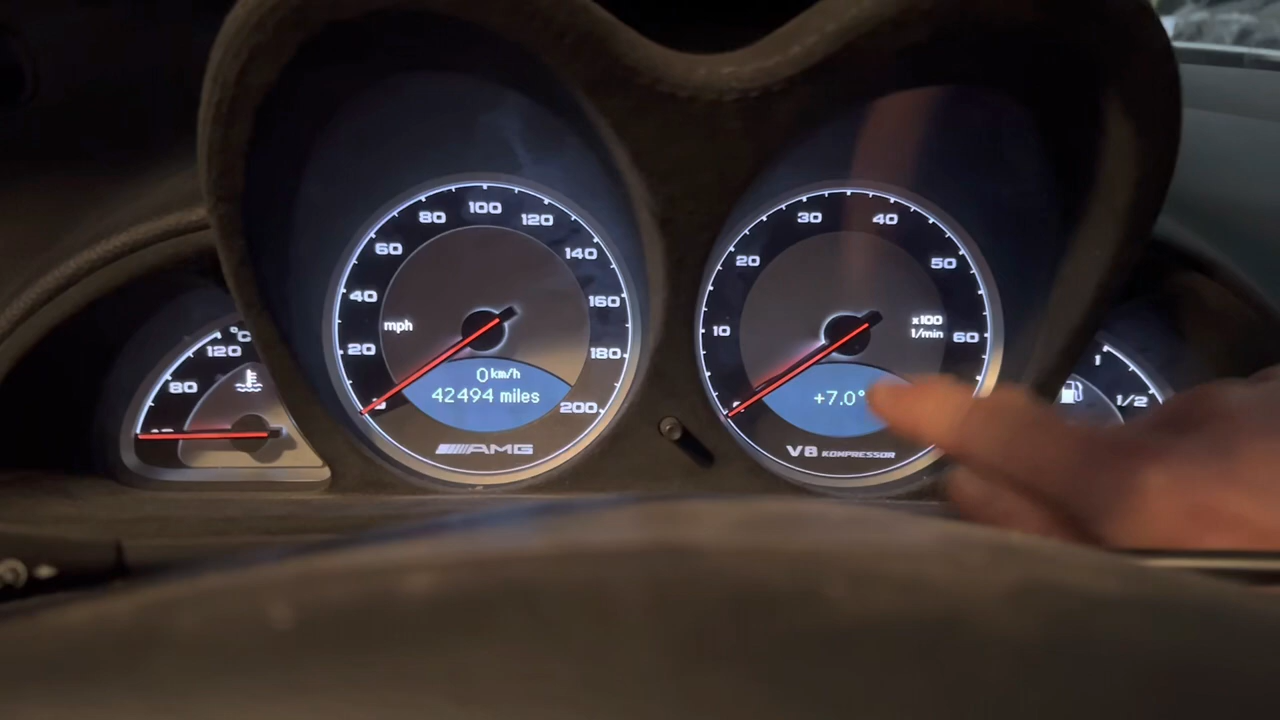 °C
120
80
100
80
120
60
140
40
160
mph
20
180
0 km/h
42494 miles
200
AMG
30
40
20
50
10
x100
1/min
60
+7.0°
V8 KOMPRESSOR
1
1/2